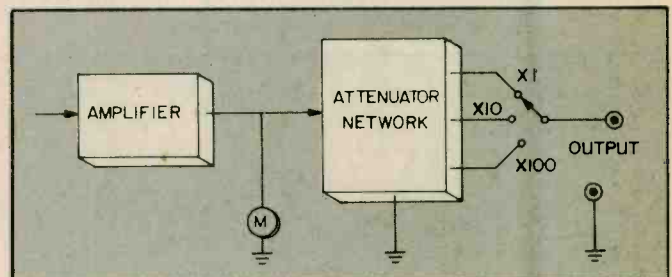 AMPLIFIER
M
ATTENUATOR
NETWORK
X1
X10
X100
OUTPUT